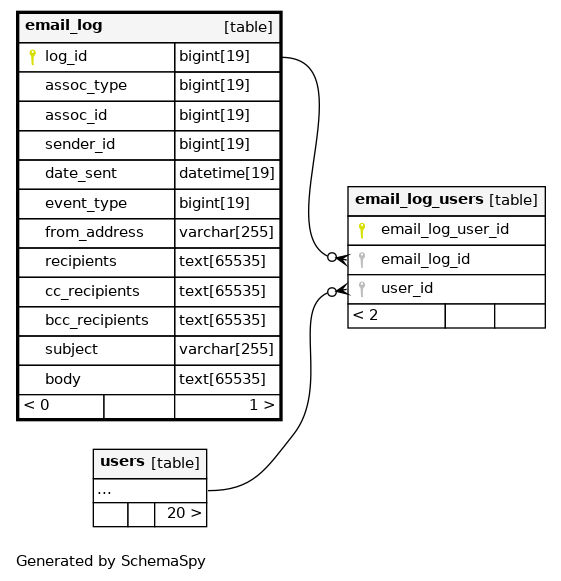 email_log [table]
log_id bigint[19]
assoc_type bigint[19]
assoc_id bigint[19]
sender_id bigint[19]
date_sent datetime[19]
event_type bigint[19]
from_address varchar[255]
recipients text[65535]
cc_recipients text[65535]
bcc_recipients text[65535]
subject varchar[255]
body text[65535]
< 0 1 >
email_log_users [table]
email_log_user_id
email_log_id
user_id
< 2
users [table]
...
20 >
Generated by SchemaSpy